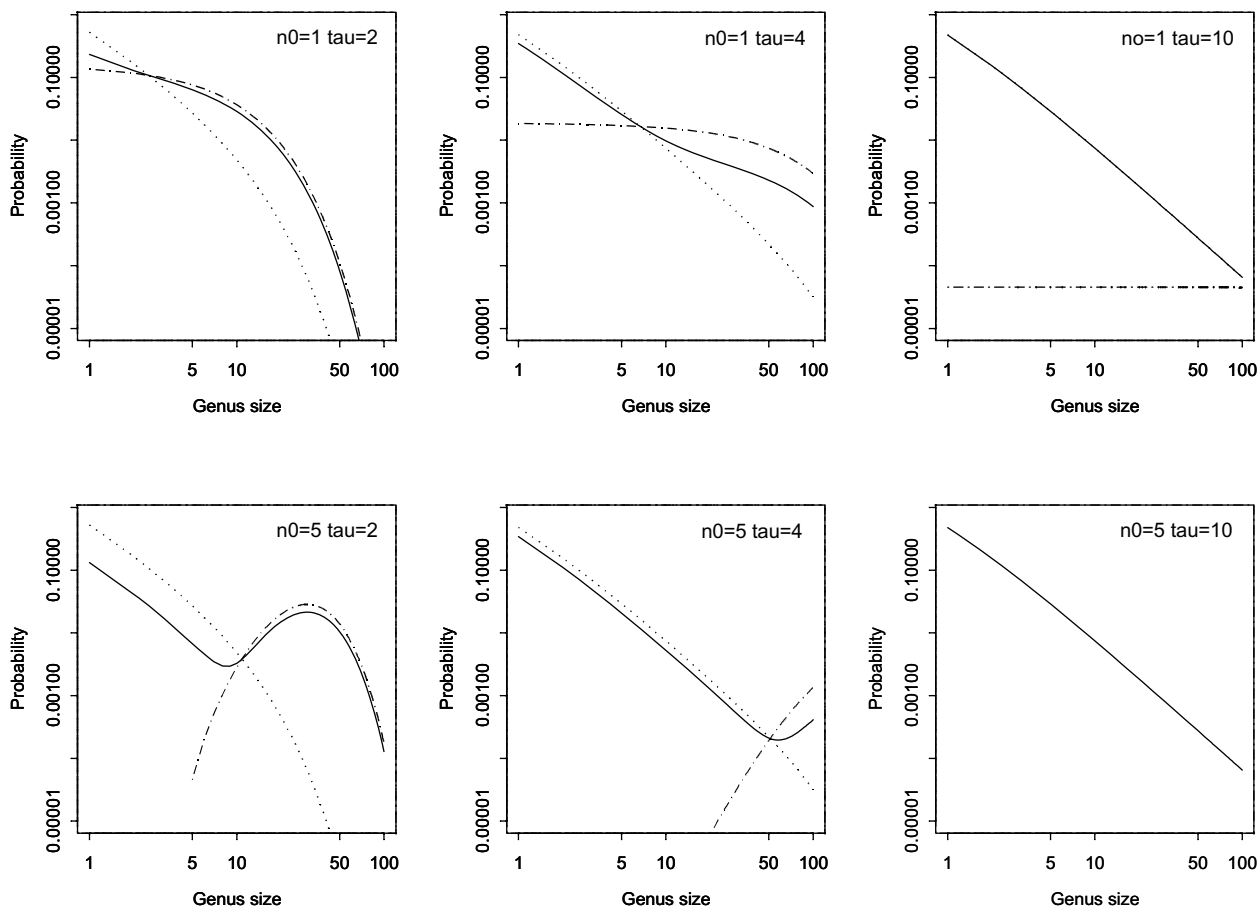 n0=1 tau=2
Probability
0.10000
0.00100
0.00001
1 5 10 50 100
Genus size
n0=1 tau=4
Probability
0.10000
0.00100
0.00001
1 5 10 50 100
Genus size
no=1 tau=10
Probability
0.10000
0.00100
0.00001
1 5 10 50 100
Genus size
n0=5 tau=2
Probability
0.10000
0.00100
0.00001
1 5 10 50 100
Genus size
n0=5 tau=4
Probability
0.10000
0.00100
0.00001
1 5 10 50 100
Genus size
n0=5 tau=10
Probability
0.10000
0.00100
0.00001
1 5 10 50 100
Genus size